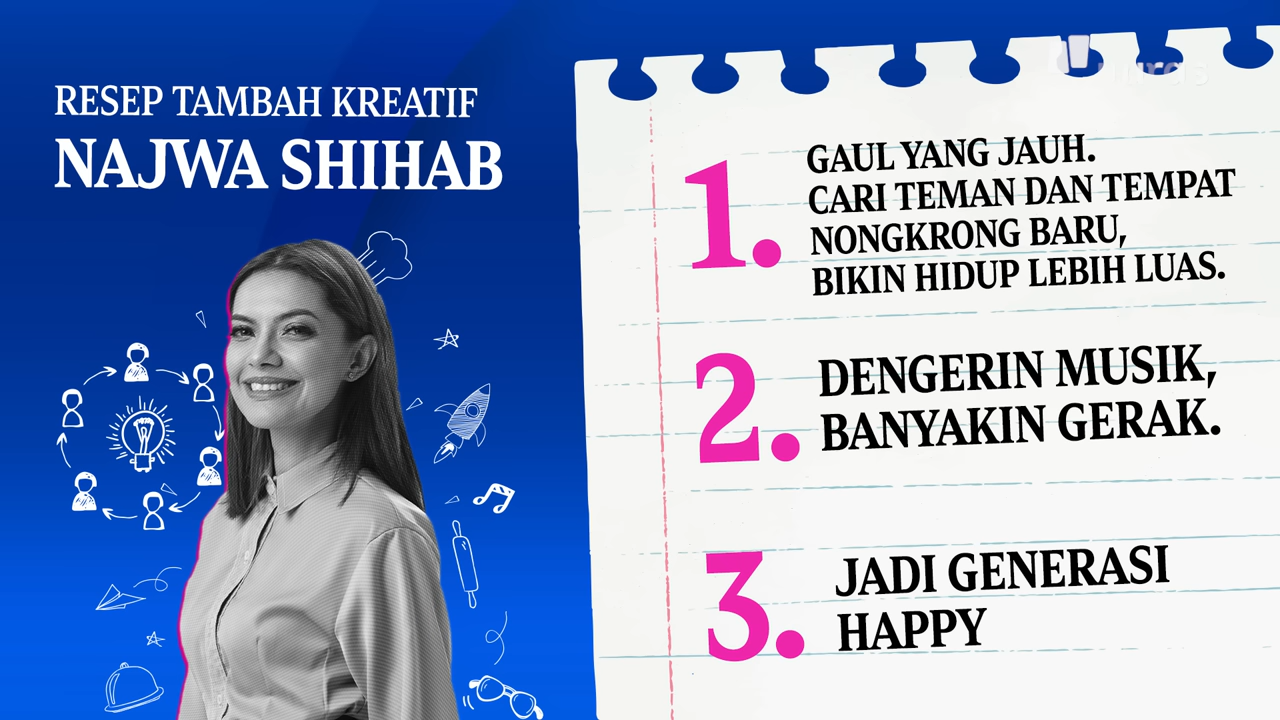 RESEP TAMBAH KREATIF
NAJWA SHIHAB
1. GAUL YANG JAUH.
CARI TEMAN DAN TEMPAT
NONGKRONG BARU,
BIKIN HIDUP LEBIH LUAS.
2. DENGERIN MUSIK,
BANYAKIN GERAK.
3. JADI GENERASI
HAPPY